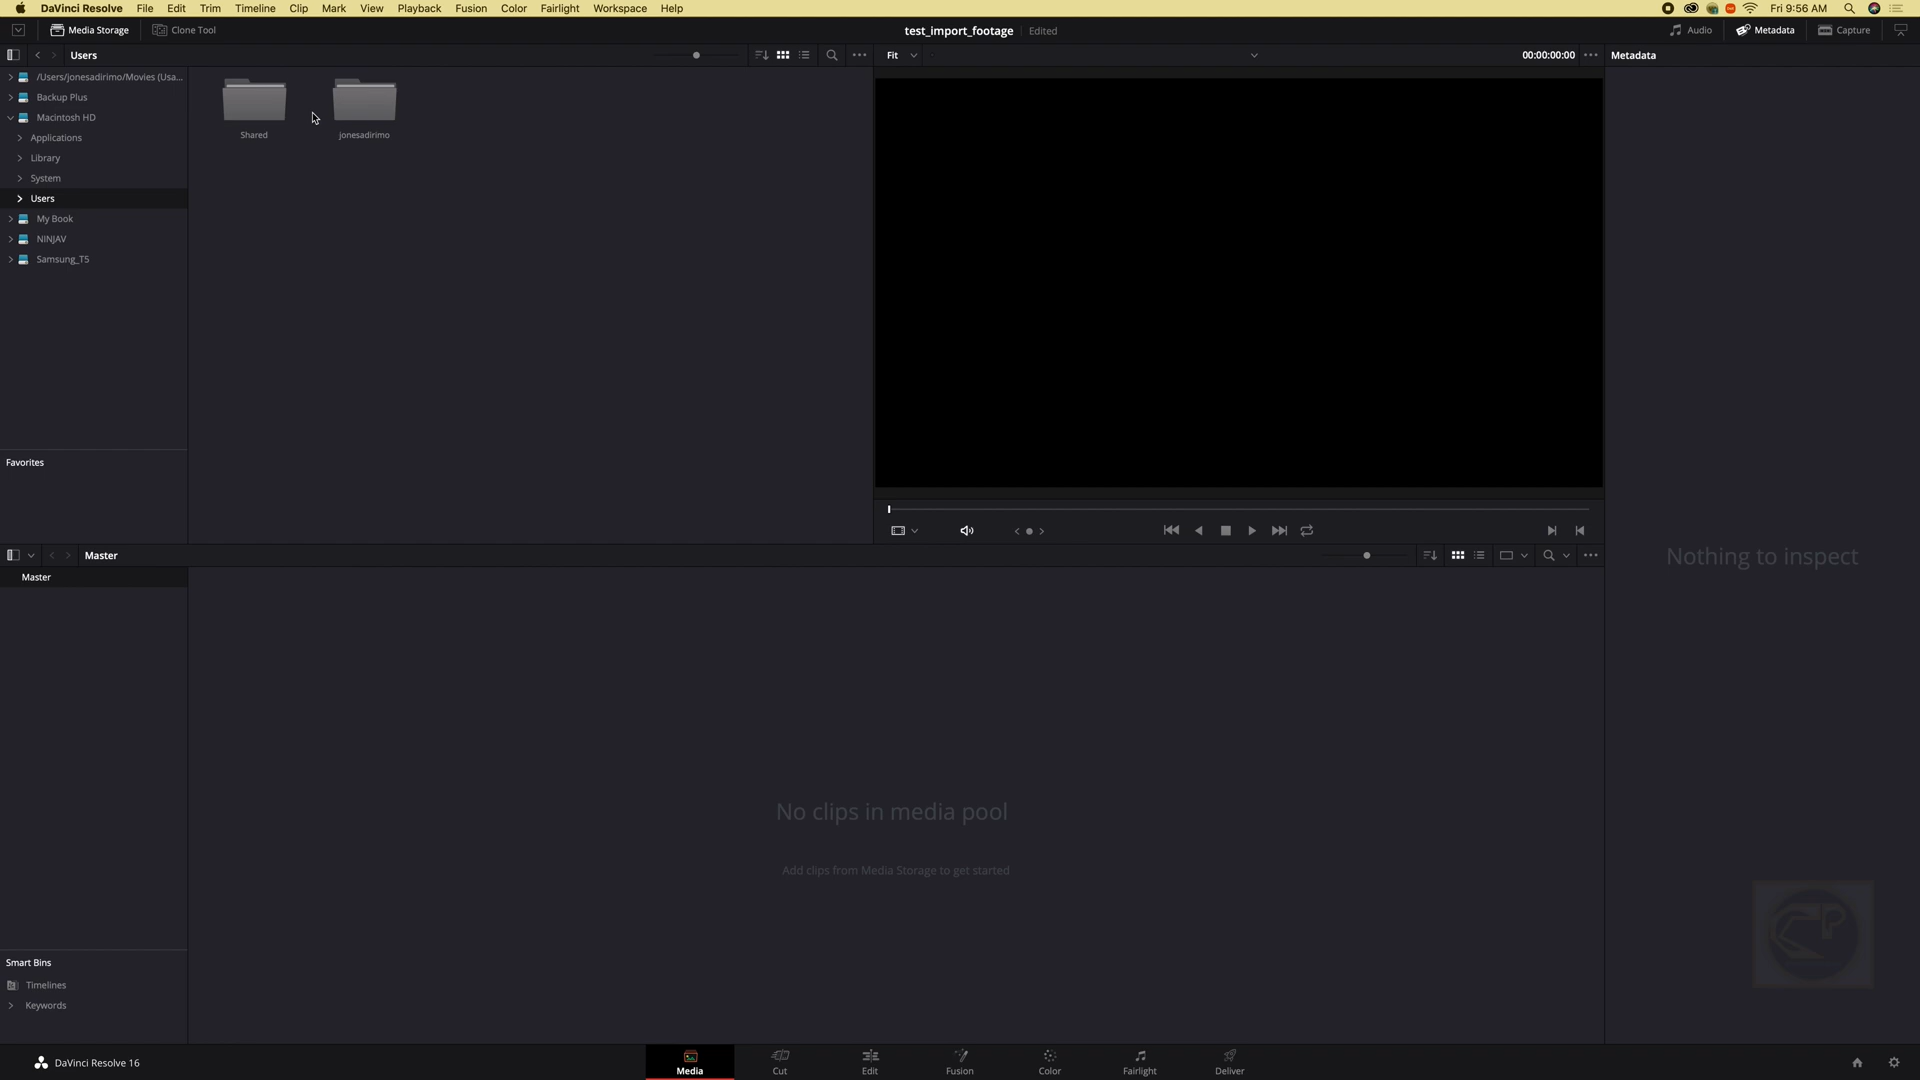 DaVinci Resolve File Edit Trim Timeline Clip Mark View Playback Fusion Color Fairlight Workspace Help Fri 9:56 AM
Media Storage Clone Tool test_import_footage Edited Audio Metadata Capture
Users Fit 00:00:00:00 Metadata
/Users/jonesadirimo/Movies (Usa...
Backup Plus
Macintosh HD
Applications
Library
System
Users
My Book
NINJAV
Samsung_T5
Shared jonesadirimo
Favorites
Master
Master
Nothing to inspect
No clips in media pool
Add clips from Media Storage to get started
Smart Bins
Timelines
Keywords
CP
DaVinci Resolve 16 Media Cut Edit Fusion Color Fairlight Deliver